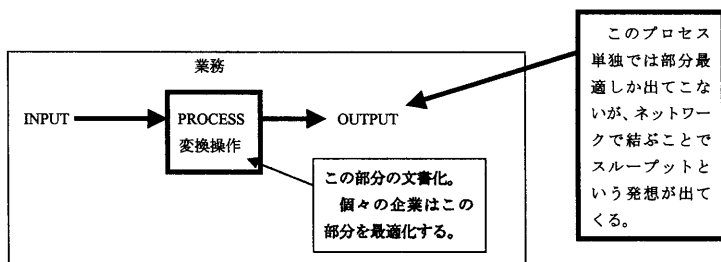 業務
INPUT
PROCESS
変換操作
OUTPUT
この部分の文書化。
個々の企業はこの
部分を最適化する。
このプロセス
単独では部分最
適しか出てこな
いが、ネットワー
クで結ぶことで
スループットと
いう発想が出て
くる。